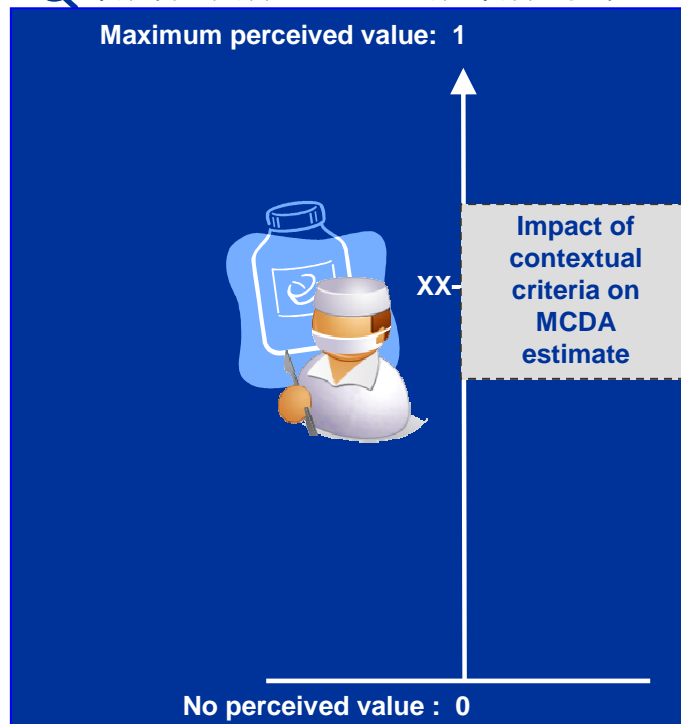 Maximum perceived value: 1
Impact of
contextual
XX-
criteria on
MCDA
estimate
No perceived value : 0